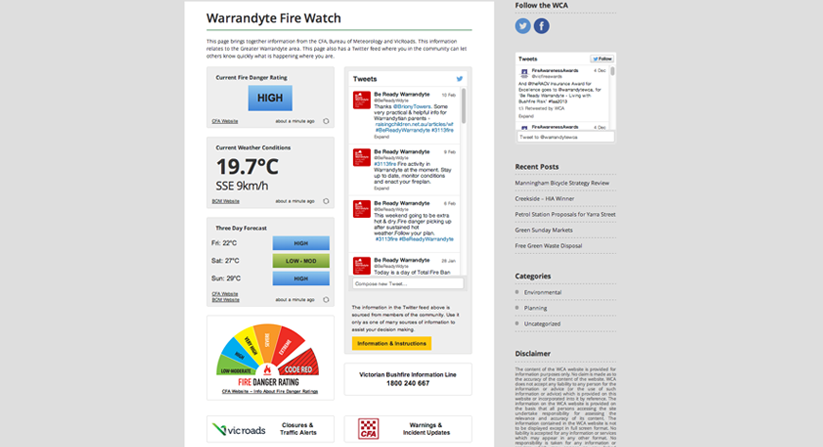 Warrandyte Fire Watch
This page brings together information from the CFA, Bureau of Meteorology and VicRoads. This information
relates to the Greater Warrandyte area. This page also has a Twitter feed where you in the community can let
others know quickly what is happening where you are.
Current Fire Danger Rating
HIGH
CFA Website
about a minute ago
Current Weather Conditions
19.7°C
SSE 9km/h
BOM Website
about a minute ago
Three Day Forecast
Fri: 22°C
HIGH
Sat: 27°C
LOW - MOD
Sun: 29°C
HIGH
CFA Website
BOM Website
about a minute ago
LOW-MODERATE
HIGH
VERY HIGH
SEVERE
EXTREME
CODE RED
FIRE DANGER RATING
CFA Website – Info About Fire Danger Ratings
vicroads
Closures &
Traffic Alerts
Tweets
Be Ready Warrandyte
10 Feb
@BeReadyWdyte
Thanks @BrionyTowers. Some
very practical & helpful info for
Warrandytian parents -
raisingchildren.net.au/articles/wf
#BeReadyWarrandyte #3113fire
Expand
Be Ready Warrandyte
9 Feb
@BeReadyWdyte
#3113fire Fire activity in
Warrandyte at the moment. Stay
up to date, monitor conditions
and enact your fireplan.
Expand
Be Ready Warrandyte
@BeReadyWdyte
This weekend going to be extra
hot & dry.Fire danger picking up
after sustained hot
weather.Follow your plan.
#3113fire #BeReadyWarrandyte
Be Ready Warrandyte
@BeReadyWdyte
Today is a day of Total Fire Ban
Compose new Tweet...
The information in the Twitter feed above is
sourced from members of the community. Use it
only as one of many sources of information to
assist your decision making.
Information & Instructions
Victorian Bushfire Information Line
1800 240 667
CFA
Warnings &
Incident Updates
Follow the WCA
Tweets
Follow
FireAwarenessAwards
4 Dec
@vicfireawards
And @theRACV Insurance Award for
Excellence goes to @warrandytewca,
for 'Be Ready Warrandyte - Living with
Bushfire Risk' #faa2013
Retweeted by WCA
Expand
FireAwarenessAwards
4 Dec
Tweet to @warrandytewca
Recent Posts
Manningham Bicycle Strategy Review
Creekside – HIA Winner
Petrol Station Proposals for Yarra Street
Green Sunday Markets
Free Green Waste Disposal
Categories
Environmental
Planning
Uncategorized
Disclaimer
The content of the WCA website is provided for
information purposes only. No claim is made as to
the accuracy of the content of the website. WCA
does not accept any liability to any person for the
information or advice (or the use of such
information or advice) which is provided on this
website or incorporated into it by reference. The
information on the WCA website is provided on
the basis that all persons accessing the site
undertake responsibility for assessing the
relevance and accuracy of its content. The
information contained in the WCA website is not
to be displayed except in full screen format. No
liability is accepted for any information or services
which may appear in any other format. No
responsibility is taken for any information or